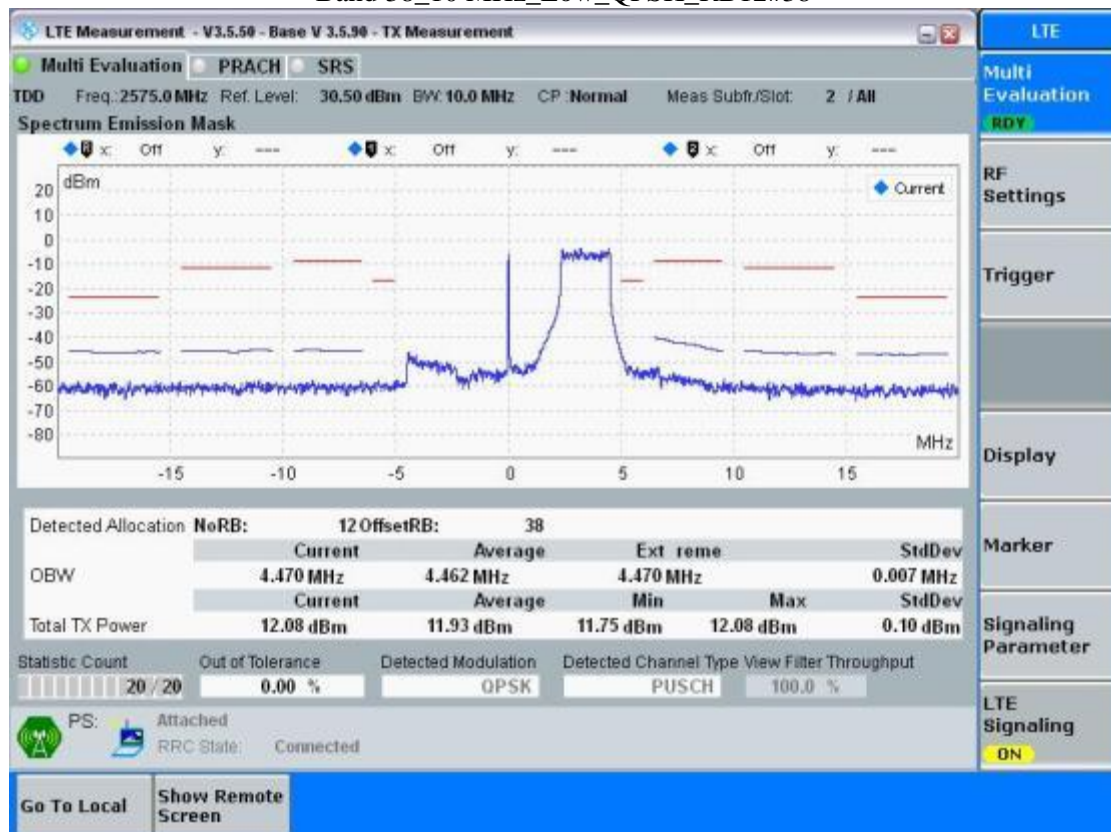 LTE Measurement - V3.5.50 - Base V 3.5.90 - TX Measurement
LTE
Multi Evaluation PRACH SRS
Multi Evaluation
RDY
TDD Freq.:2575.0MHz Ref. Level: 30.50 dBm BW:10.0 MHz CP :Normal Meas Subfr/Slot: 2 / All
Spectrum Emission Mask
x: Off y: --- x: Off y: --- x: Off y: ---
dBm
Current
20
10
0
-10
-20
-30
-40
-50
-60
-70
-80
MHz
-15 -10 -5 0 5 10 15
RF
Settings
Trigger
Display
Marker
Signaling
Parameter
LTE
Signaling
ON
Detected Allocation NoRB: 12 OffsetRB: 38
Current Average Ext reme StdDev
OBW 4.470 MHz 4.462 MHz 4.470 MHz 0.007 MHz
Current Average Min Max StdDev
Total TX Power 12.08 dBm 11.93 dBm 11.75 dBm 12.08 dBm 0.10 dBm
Statistic Count Out of Tolerance Detected Modulation Detected Channel Type View Filter Throughput
20 / 20 0.00 % QPSK PUSCH 100.0 %
PS: Attached
RRC State: Connected
Go To Local
Show Remote
Screen